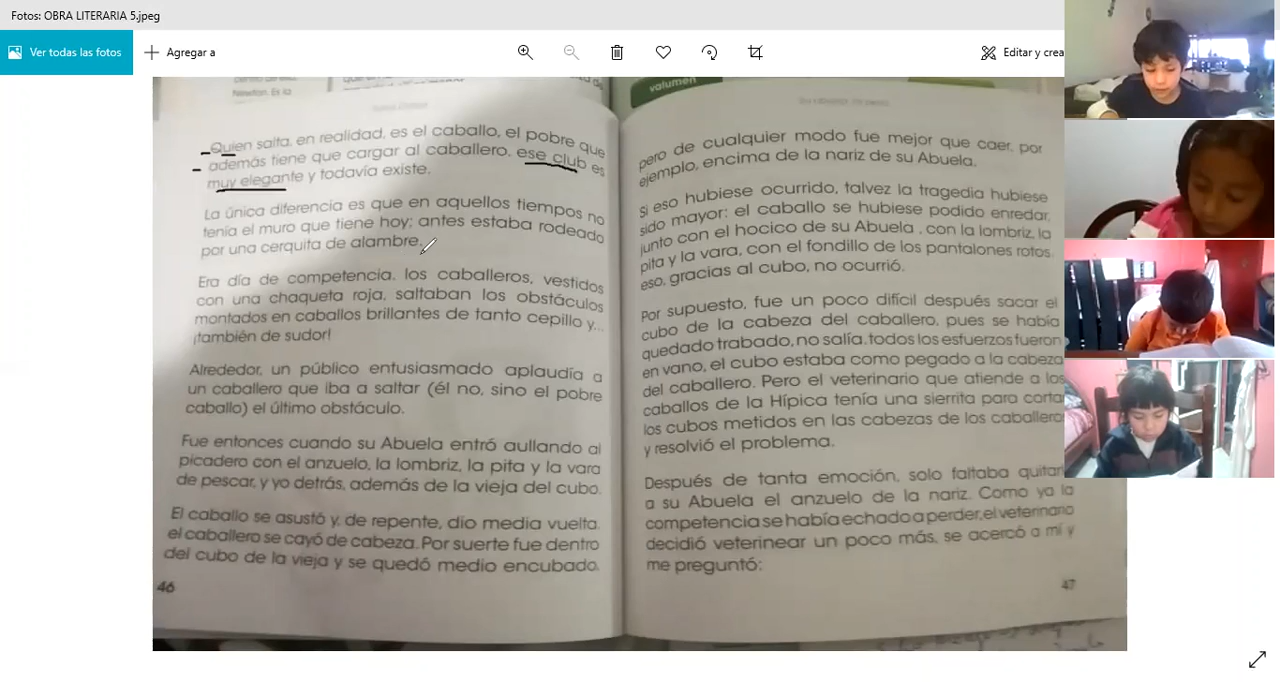 Fotos: OBRA LITERARIA 5.jpeg
Ver todas las fotos
Agregar a
Editar y crea
Newton. Es la
volumen
Quien salta, en realidad, es el caballo, el pobre que
además tiene que cargar al caballero, ese club es
muy elegante y todavía existe.
La única diferencia es que en aquellos tiempos no
tenía el muro que tiene hoy; antes estaba rodeado
por una cerquita de alambre.
Era día de competencia. los caballeros, vestidos
con una chaqueta roja, saltaban los obstáculos
montados en caballos brillantes de tanto cepillo y...
¡también de sudor!
Alrededor, un público entusiasmado aplaudía a
un caballero que iba a saltar (él no, sino el pobre
caballo) el último obstáculo.
Fue entonces cuando su Abuela entró aullando al
picadero con el anzuelo, la lombriz, la pita y la vara
de pescar, y yo detrás, además de la vieja del cubo.
El caballo se asustó y, de repente, dio media vuelta.
el caballero se cayó de cabeza. Por suerte fue dentro
del cubo de la vieja y se quedó medio encubado,
46
pero de cualquier modo fue mejor que caer, por
ejemplo, encima de la nariz de su Abuela.
Si eso hubiese ocurrido, talvez la tragedia hubiese
sido mayor: el caballo se hubiese podido enredar,
junto con el hocico de su Abuela , con la lombriz, la
pita y la vara, con el fondillo de los pantalones rotos.
eso, gracias al cubo, no ocurrió.
Por supuesto, fue un poco difícil después sacar el
cubo de la cabeza del caballero, pues se había
quedado trabado, no salía. todos los esfuerzos fueron
en vano, el cubo estaba como pegado a la cabeza
del caballero. Pero el veterinario que atiende a los
caballos de la Hípica tenía una sierrita para corta
los cubos metidos en las cabezas de los caballero
y resolvió el problema.
Después de tanta emoción, solo faltaba quitarl
a su Abuela el anzuelo de la nariz. Como ya la
competencia se había echado a perder, el veterinario
decidió veterinear un poco más, se acercó a mí y
me preguntó:
47